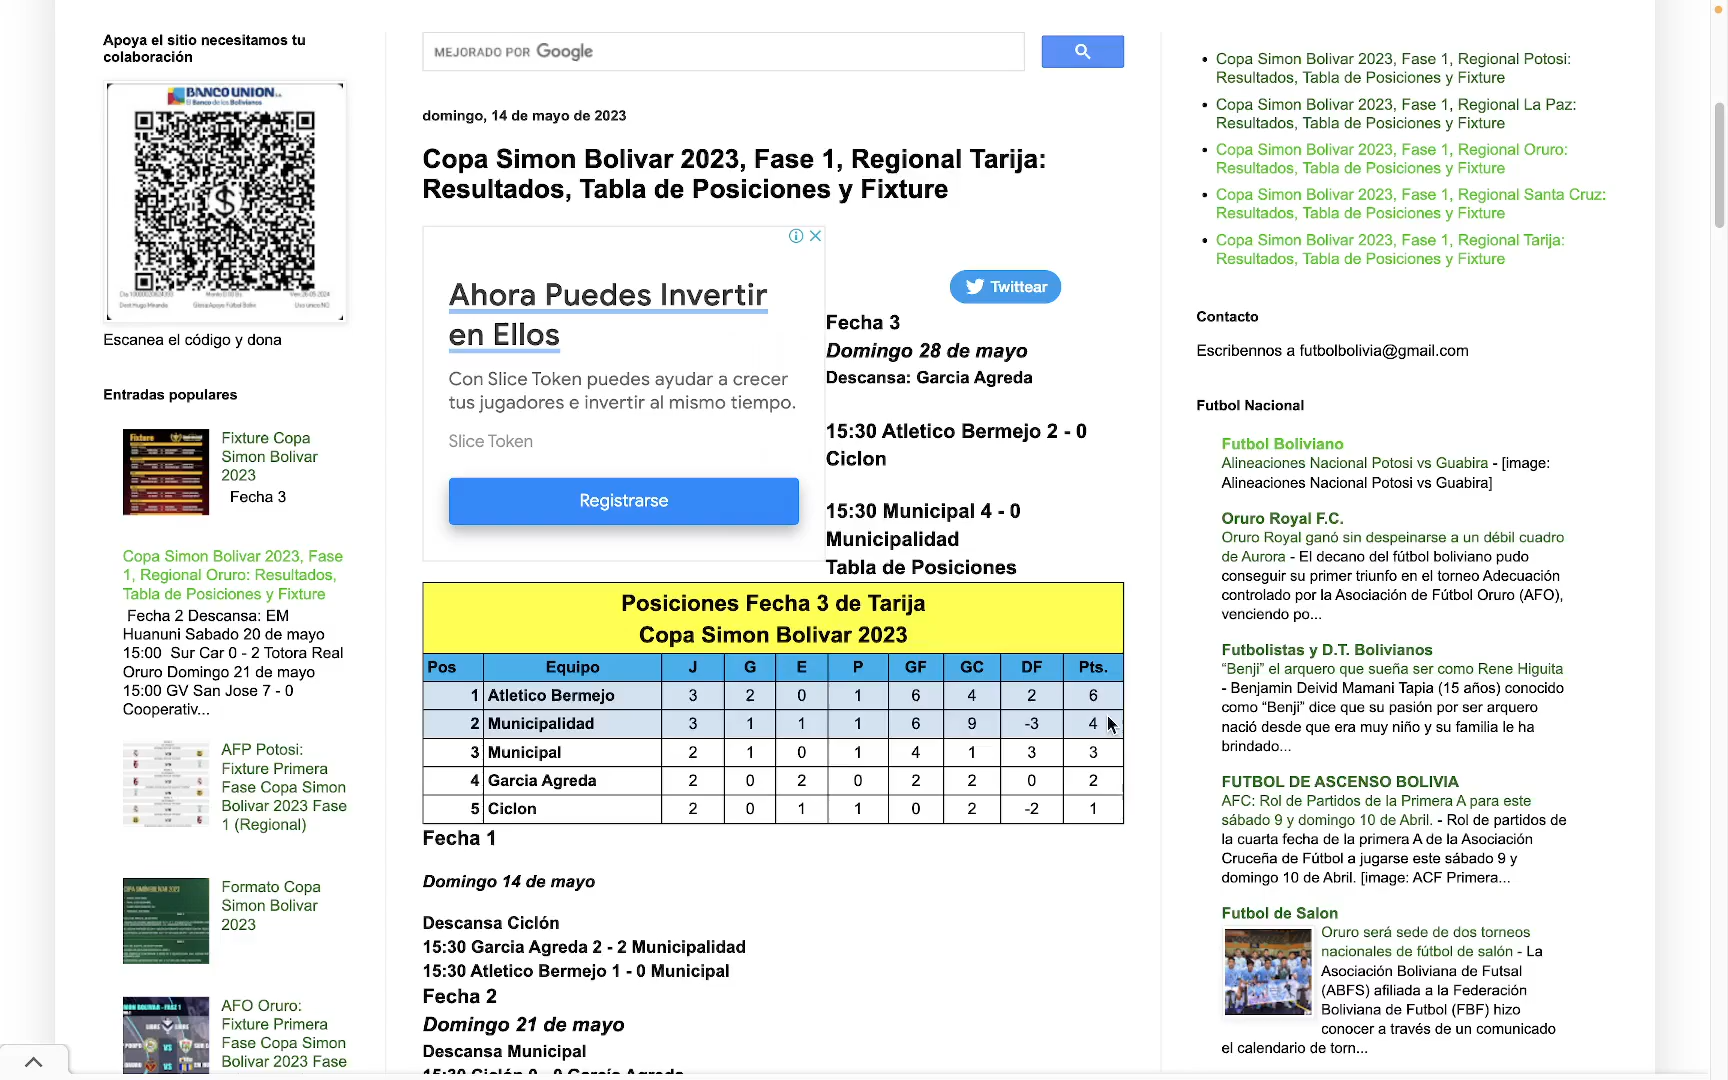 Apoya el sitio necesitamos tu
colaboración
BANCO UNION S.A.
El Banco de los Bolivianos
Escanea el código y dona
Entradas populares
Fixture Copa
Simon Bolivar
2023
Fecha 3
Copa Simon Bolivar 2023, Fase
1, Regional Oruro: Resultados,
Tabla de Posiciones y Fixture
Fecha 2 Descansa: EM
Huanuni Sabado 20 de mayo
15:00 Sur Car 0 - 2 Totora Real
Oruro Domingo 21 de mayo
15:00 GV San Jose 7 - 0
Cooperativ...
AFP Potosi:
Fixture Primera
Fase Copa Simon
Bolivar 2023 Fase
1 (Regional)
Formato Copa
Simon Bolivar
2023
AFO Oruro:
Fixture Primera
Fase Copa Simon
Bolivar 2023 Fase
MEJORADO POR Google
domingo, 14 de mayo de 2023
Copa Simon Bolivar 2023, Fase 1, Regional Tarija:
Resultados, Tabla de Posiciones y Fixture
Ahora Puedes Invertir
en Ellos
Con Slice Token puedes ayudar a crecer
tus jugadores e invertir al mismo tiempo.
Slice Token
Registrarse
Twittear
Fecha 3
Domingo 28 de mayo
Descansa: Garcia Agreda
15:30 Atletico Bermejo 2 - 0
Ciclon
15:30 Municipal 4 - 0
Municipalidad
Tabla de Posiciones
Posiciones Fecha 3 de Tarija
Copa Simon Bolivar 2023
Pos Equipo J G E P GF GC DF Pts.
1 Atletico Bermejo 3 2 0 1 6 4 2 6
2 Municipalidad 3 1 1 1 6 9 -3 4
3 Municipal 2 1 0 1 4 1 3 3
4 Garcia Agreda 2 0 2 0 2 2 0 2
5 Ciclon 2 0 1 1 0 2 -2 1
Fecha 1
Domingo 14 de mayo
Descansa Ciclón
15:30 Garcia Agreda 2 - 2 Municipalidad
15:30 Atletico Bermejo 1 - 0 Municipal
Fecha 2
Domingo 21 de mayo
Descansa Municipal
15:30 Ciclón 0 - 0 García Agreda
Copa Simon Bolivar 2023, Fase 1, Regional Potosi:
Resultados, Tabla de Posiciones y Fixture
Copa Simon Bolivar 2023, Fase 1, Regional La Paz:
Resultados, Tabla de Posiciones y Fixture
Copa Simon Bolivar 2023, Fase 1, Regional Oruro:
Resultados, Tabla de Posiciones y Fixture
Copa Simon Bolivar 2023, Fase 1, Regional Santa Cruz:
Resultados, Tabla de Posiciones y Fixture
Copa Simon Bolivar 2023, Fase 1, Regional Tarija:
Resultados, Tabla de Posiciones y Fixture
Contacto
Escribennos a futbolbolivia@gmail.com
Futbol Nacional
Futbol Boliviano
Alineaciones Nacional Potosi vs Guabira - [image:
Alineaciones Nacional Potosi vs Guabira]
Oruro Royal F.C.
Oruro Royal ganó sin despeinarse a un débil cuadro
de Aurora - El decano del fútbol boliviano pudo
conseguir su primer triunfo en el torneo Adecuación
controlado por la Asociación de Fútbol Oruro (AFO),
venciendo po...
Futbolistas y D.T. Bolivianos
“Benji” el arquero que sueña ser como Rene Higuita
- Benjamin Deivid Mamani Tapia (15 años) conocido
como “Benji” dice que su pasión por ser arquero
nació desde que era muy niño y su familia le ha
brindado...
FUTBOL DE ASCENSO BOLIVIA
AFC: Rol de Partidos de la Primera A para este
sábado 9 y domingo 10 de Abril. - Rol de partidos de
la cuarta fecha de la primera A de la Asociación
Cruceña de Fútbol a jugarse este sábado 9 y
domingo 10 de Abril. [image: ACF Primera...
Futbol de Salon
Oruro será sede de dos torneos
nacionales de fútbol de salón - La
Asociación Boliviana de Futsal
(ABFS) afiliada a la Federación
Boliviana de Futbol (FBF) hizo
conocer a través de un comunicado
el calendario de torn...